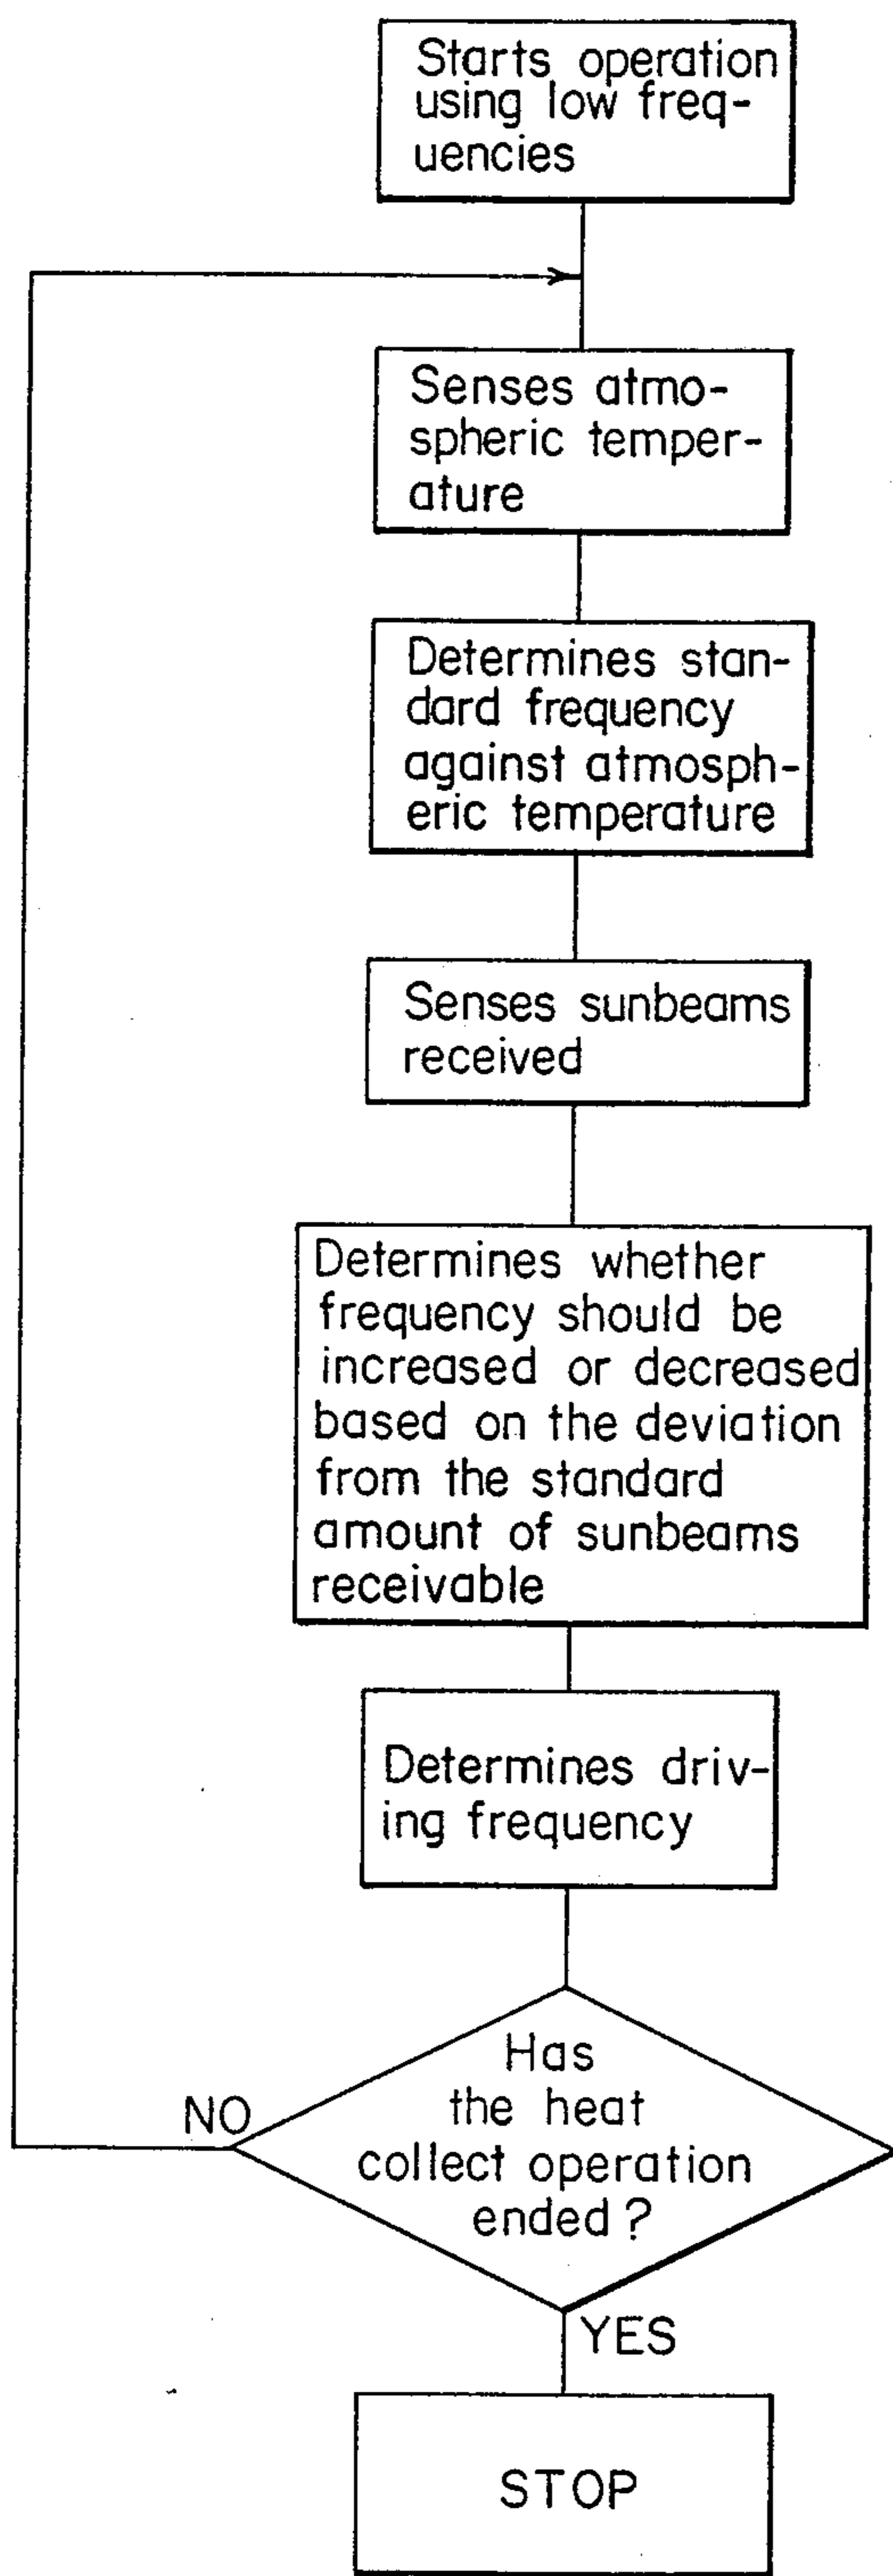 Starts operation
using low freq-
uencies
Senses atmo-
spheric temper-
ature
Determines stan-
dard frequency
against atmosph-
eric temperature
Senses sunbeams
received
Determines whether
frequency should be
increased or decreased
based on the deviation
from the standard
amount of sunbeams
receivable
Determines driv-
ing frequency
Has
the heat
collect operation
ended?
NO
YES
STOP